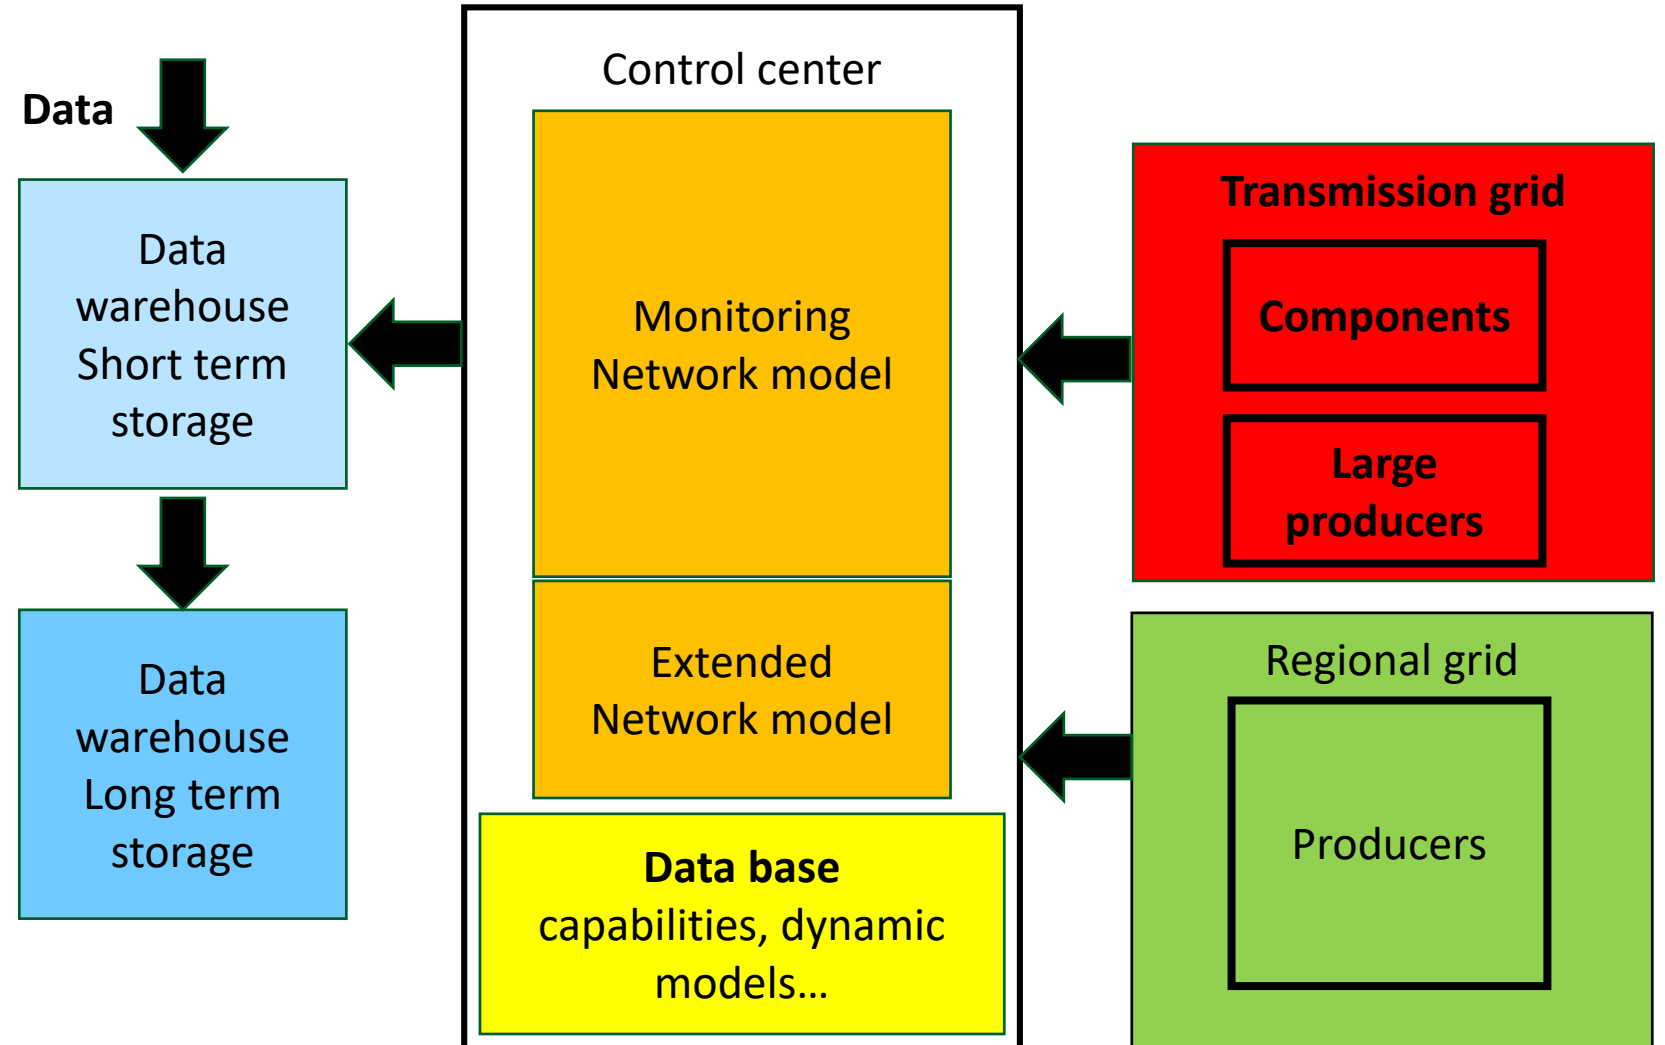 Data
Data
warehouse
Short term
storage
Data
warehouse
Long term
storage
Control center
Monitoring
Network model
Extended
Network model
Data base
capabilities, dynamic
models...
Transmission grid
Components
Large
producers
Regional grid
Producers